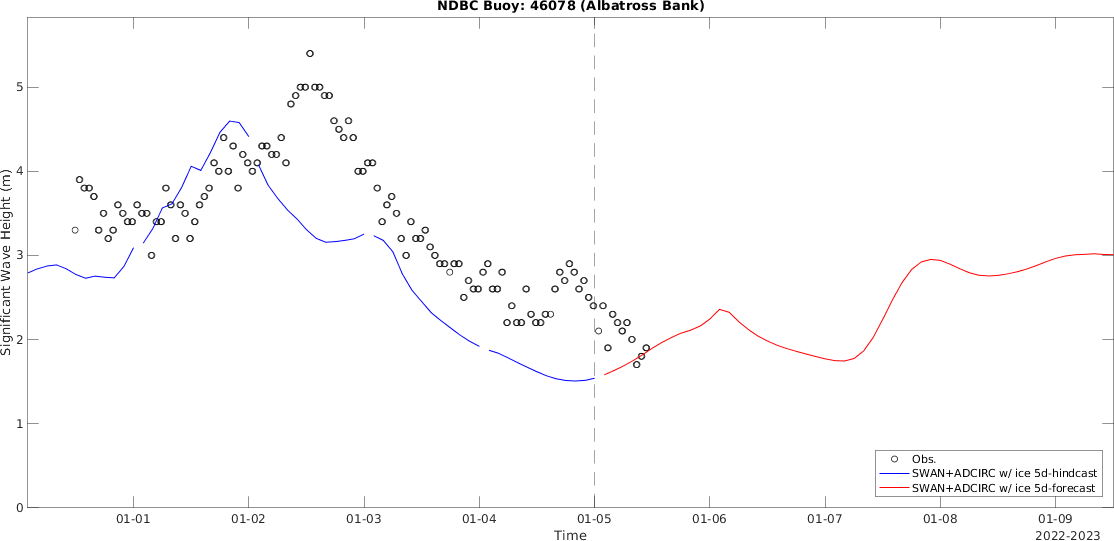 NDBC Buoy: 46078 (Albatross Bank)
Significant Wave Height (m)
5
4
3
2
1
0
Obs.
SWAN+ADCIRC w/ ice 5d-hindcast
SWAN+ADCIRC w/ ice 5d-forecast
01-01 01-02 01-03 01-04 01-05 01-06 01-07 01-08 01-09
Time
2022-2023